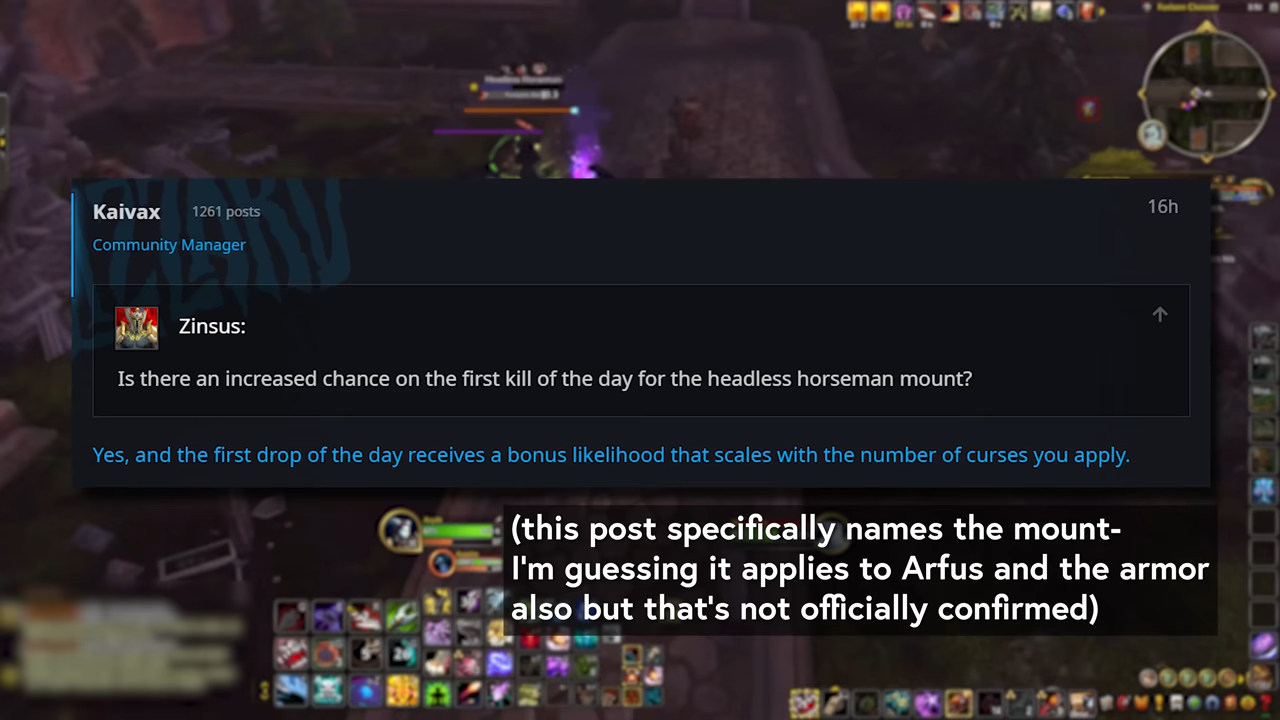 Headless Horseman
Kaivax 1261 posts 16h
Community Manager
Zinsus:
Is there an increased chance on the first kill of the day for the headless horseman mount?
Yes, and the first drop of the day receives a bonus likelihood that scales with the number of curses you apply.
(this post specifically names the mount-
I'm guessing it applies to Arfus and the armor
also but that's not officially confirmed)